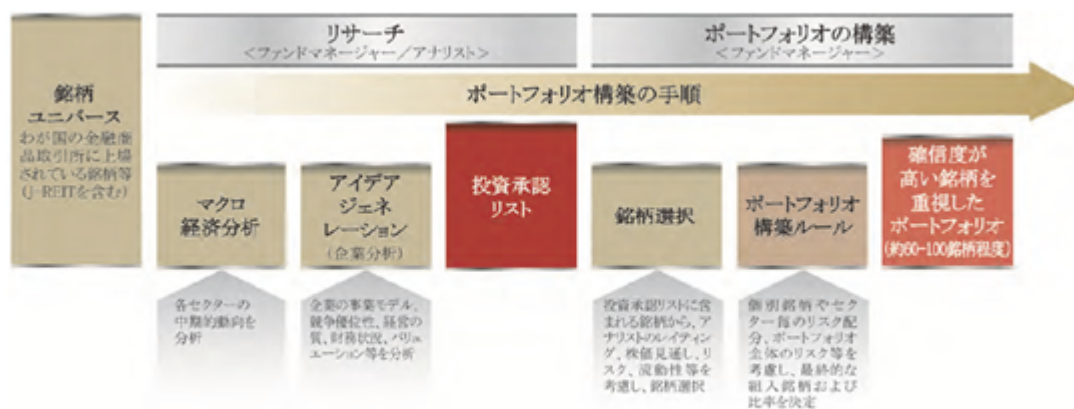 リサーチ
<ファンドマネージャー/アナリスト>
ポートフォリオの構築
<ファンドマネージャー>
ポートフォリオ構築の手順
銘柄
ユニバース
わが国の金融商
品取引所に上場
されている銘柄等
(J-REITを含む)
マクロ
経済分析
アイデア
ジェネ
レーション
(企業分析)
投資承認
リスト
銘柄選択
ポートフォリオ
構築ルール
確信度が
高い銘柄を
重視した
ポートフォリオ
(約60-100銘柄程度)
各セクターの
中期的動向を
分析
企業の事業モデル、
競争優位性、経営の
質、財務状況、バリュ
エーション等を分析
投資承認リストに含
まれる銘柄から、ア
ナリストのレイティン
グ、株価見通し、リ
スク、流動性等を
考慮し、銘柄選択
個別銘柄やセク
ター毎のリスク配
分、ポートフォリオ
全体のリスク等を
考慮し、最終的な
組入銘柄および
比率を決定